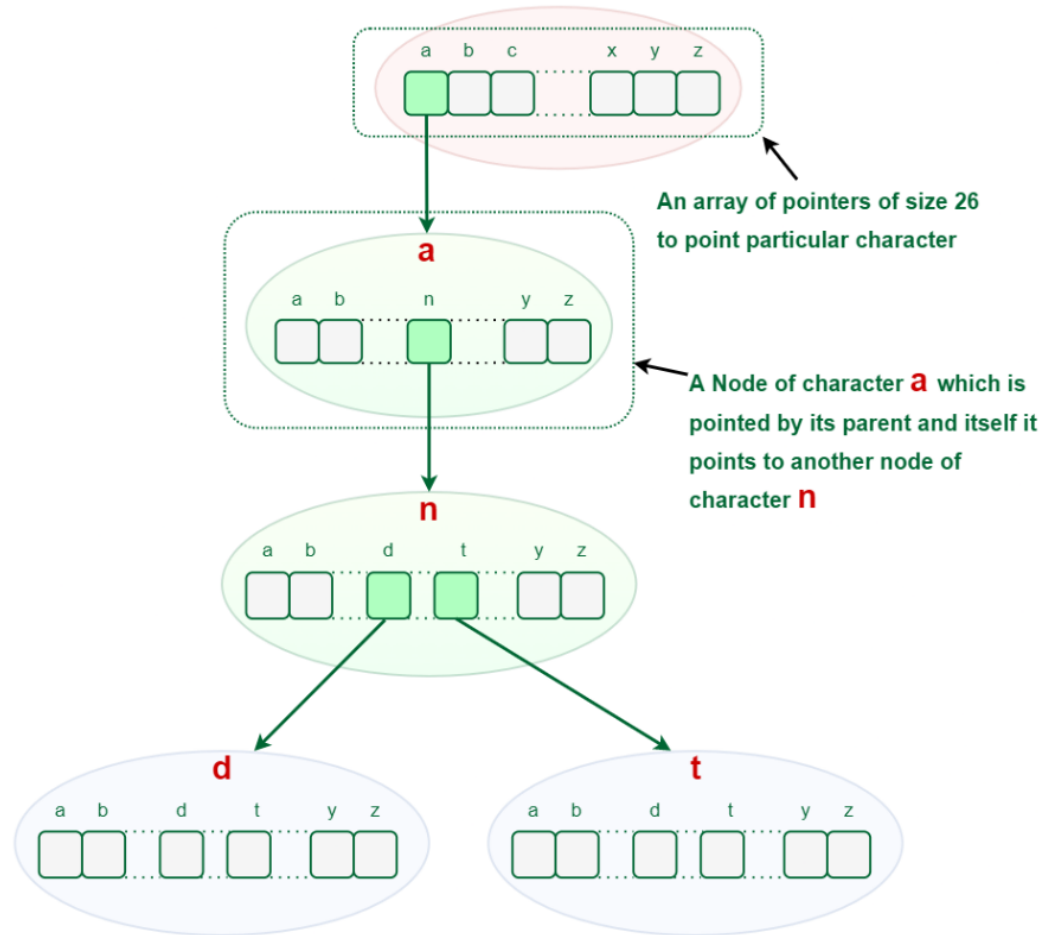 a b c x y z
An array of pointers of size 26
to point particular character
a
a b n y z
A Node of character a which is
pointed by its parent and itself it
points to another node of
character n
n
a b d t y z
d
a b d t y z
t
a b d t y z